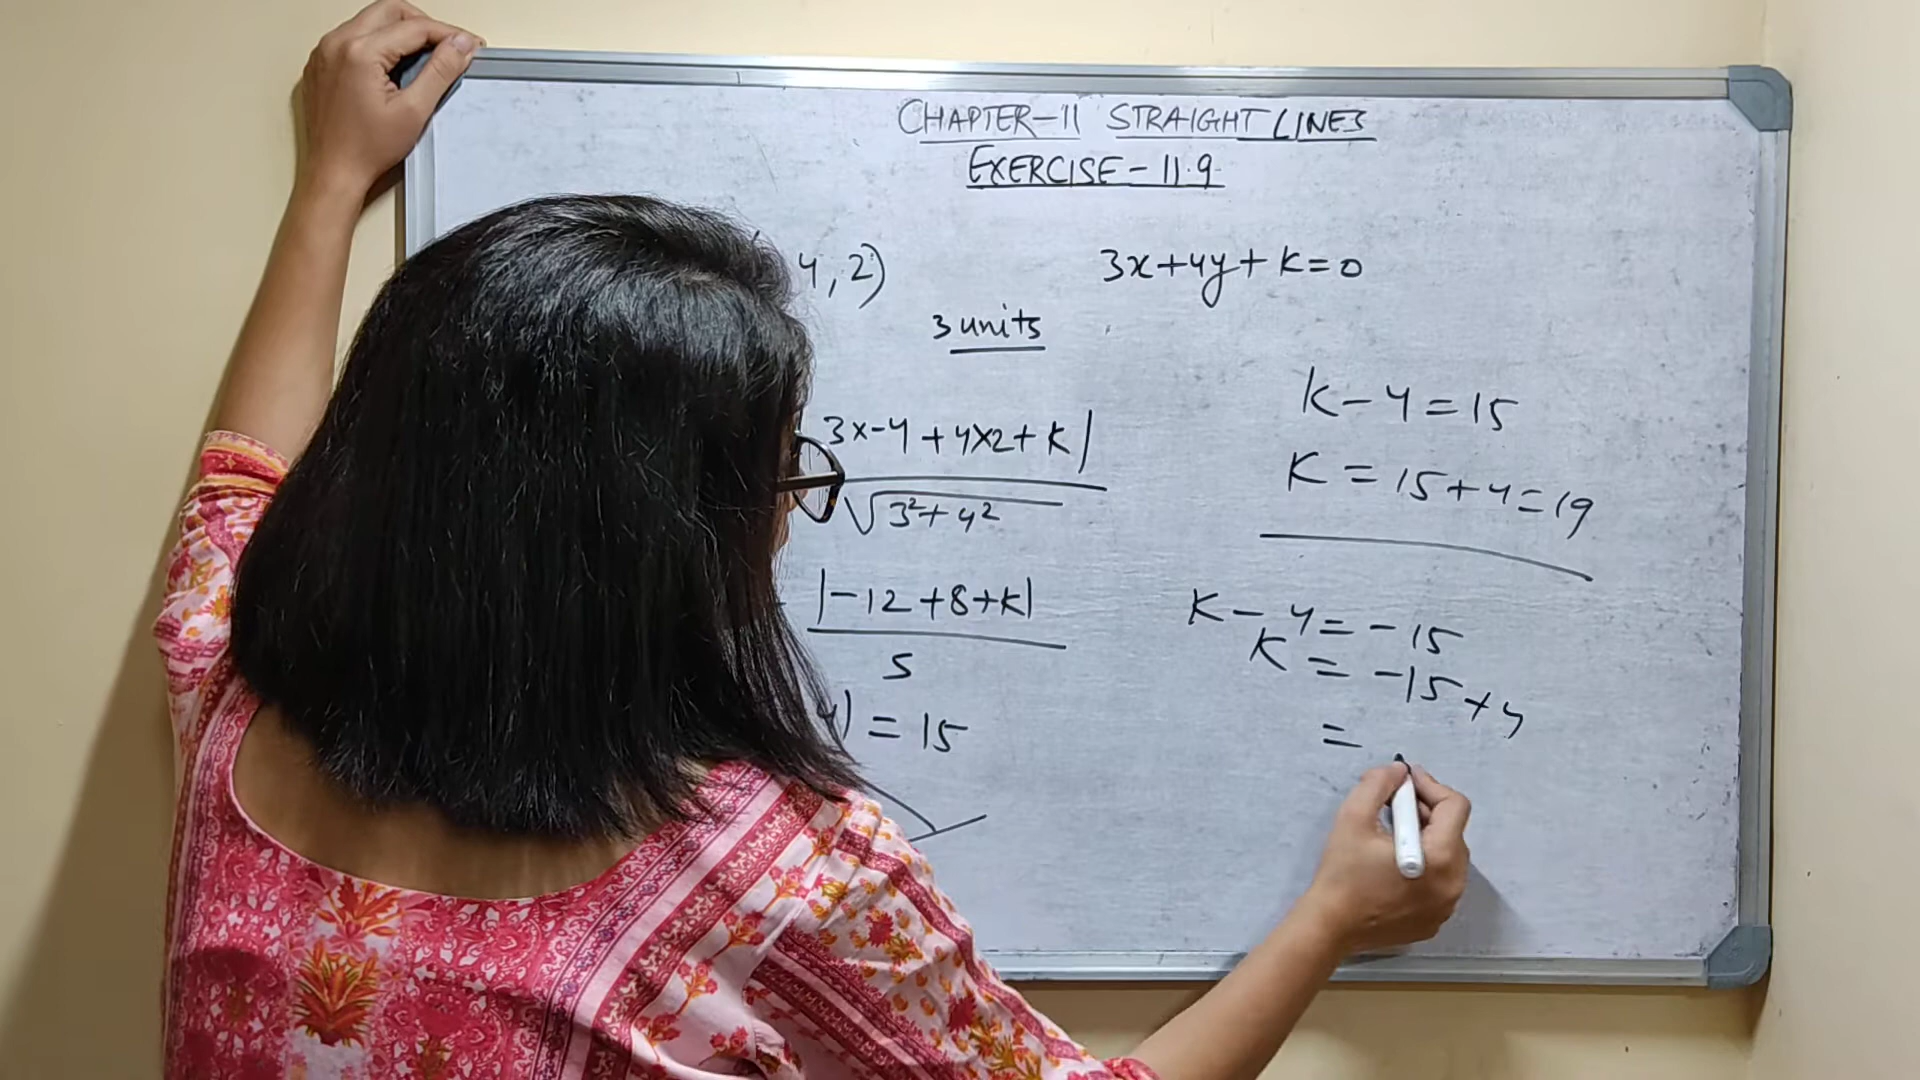 CHAPTER-11 STRAIGHT LINES
EXERCISE - 11.9
4, 2)
3x+4y+k=0
3 units
3x-4+4x2+k|
√3²+4²
|-12+8+k|
5
4| = 15
k-4=15
K = 15+4=19
K-4=-15
K = -15+4
=